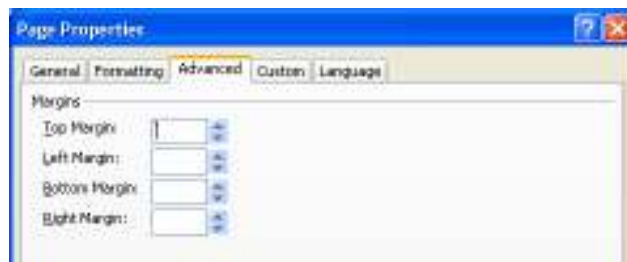 Page Properties
General Formatting Advanced Custom Language
Margins
Top Margin:
Left Margin:
Bottom Margin:
Right Margin: